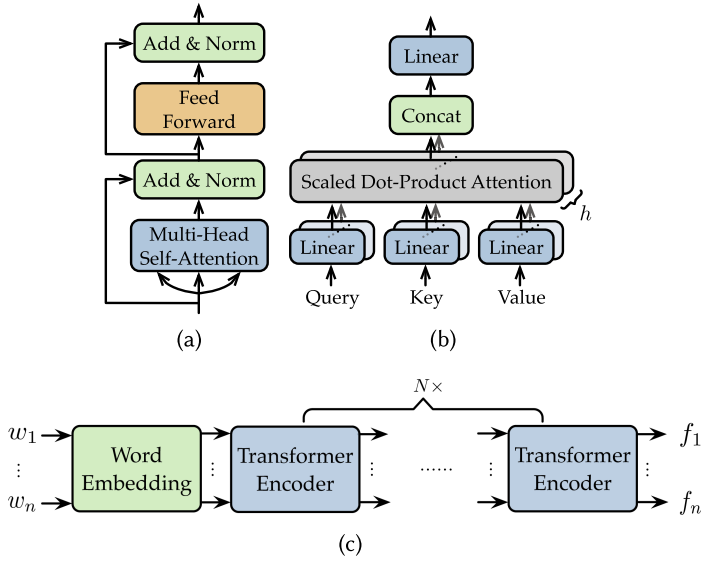 Add & Norm
Feed
Forward
Add & Norm
Multi-Head
Self-Attention
(a)
Linear
Concat
Scaled Dot-Product Attention
h
Linear
Linear
Linear
Query
Key
Value
(b)
N×
w1
⋮
wn
Word
Embedding
⋮
Transformer
Encoder
⋮
......
⋮
Transformer
Encoder
⋮
f1
fn
(c)